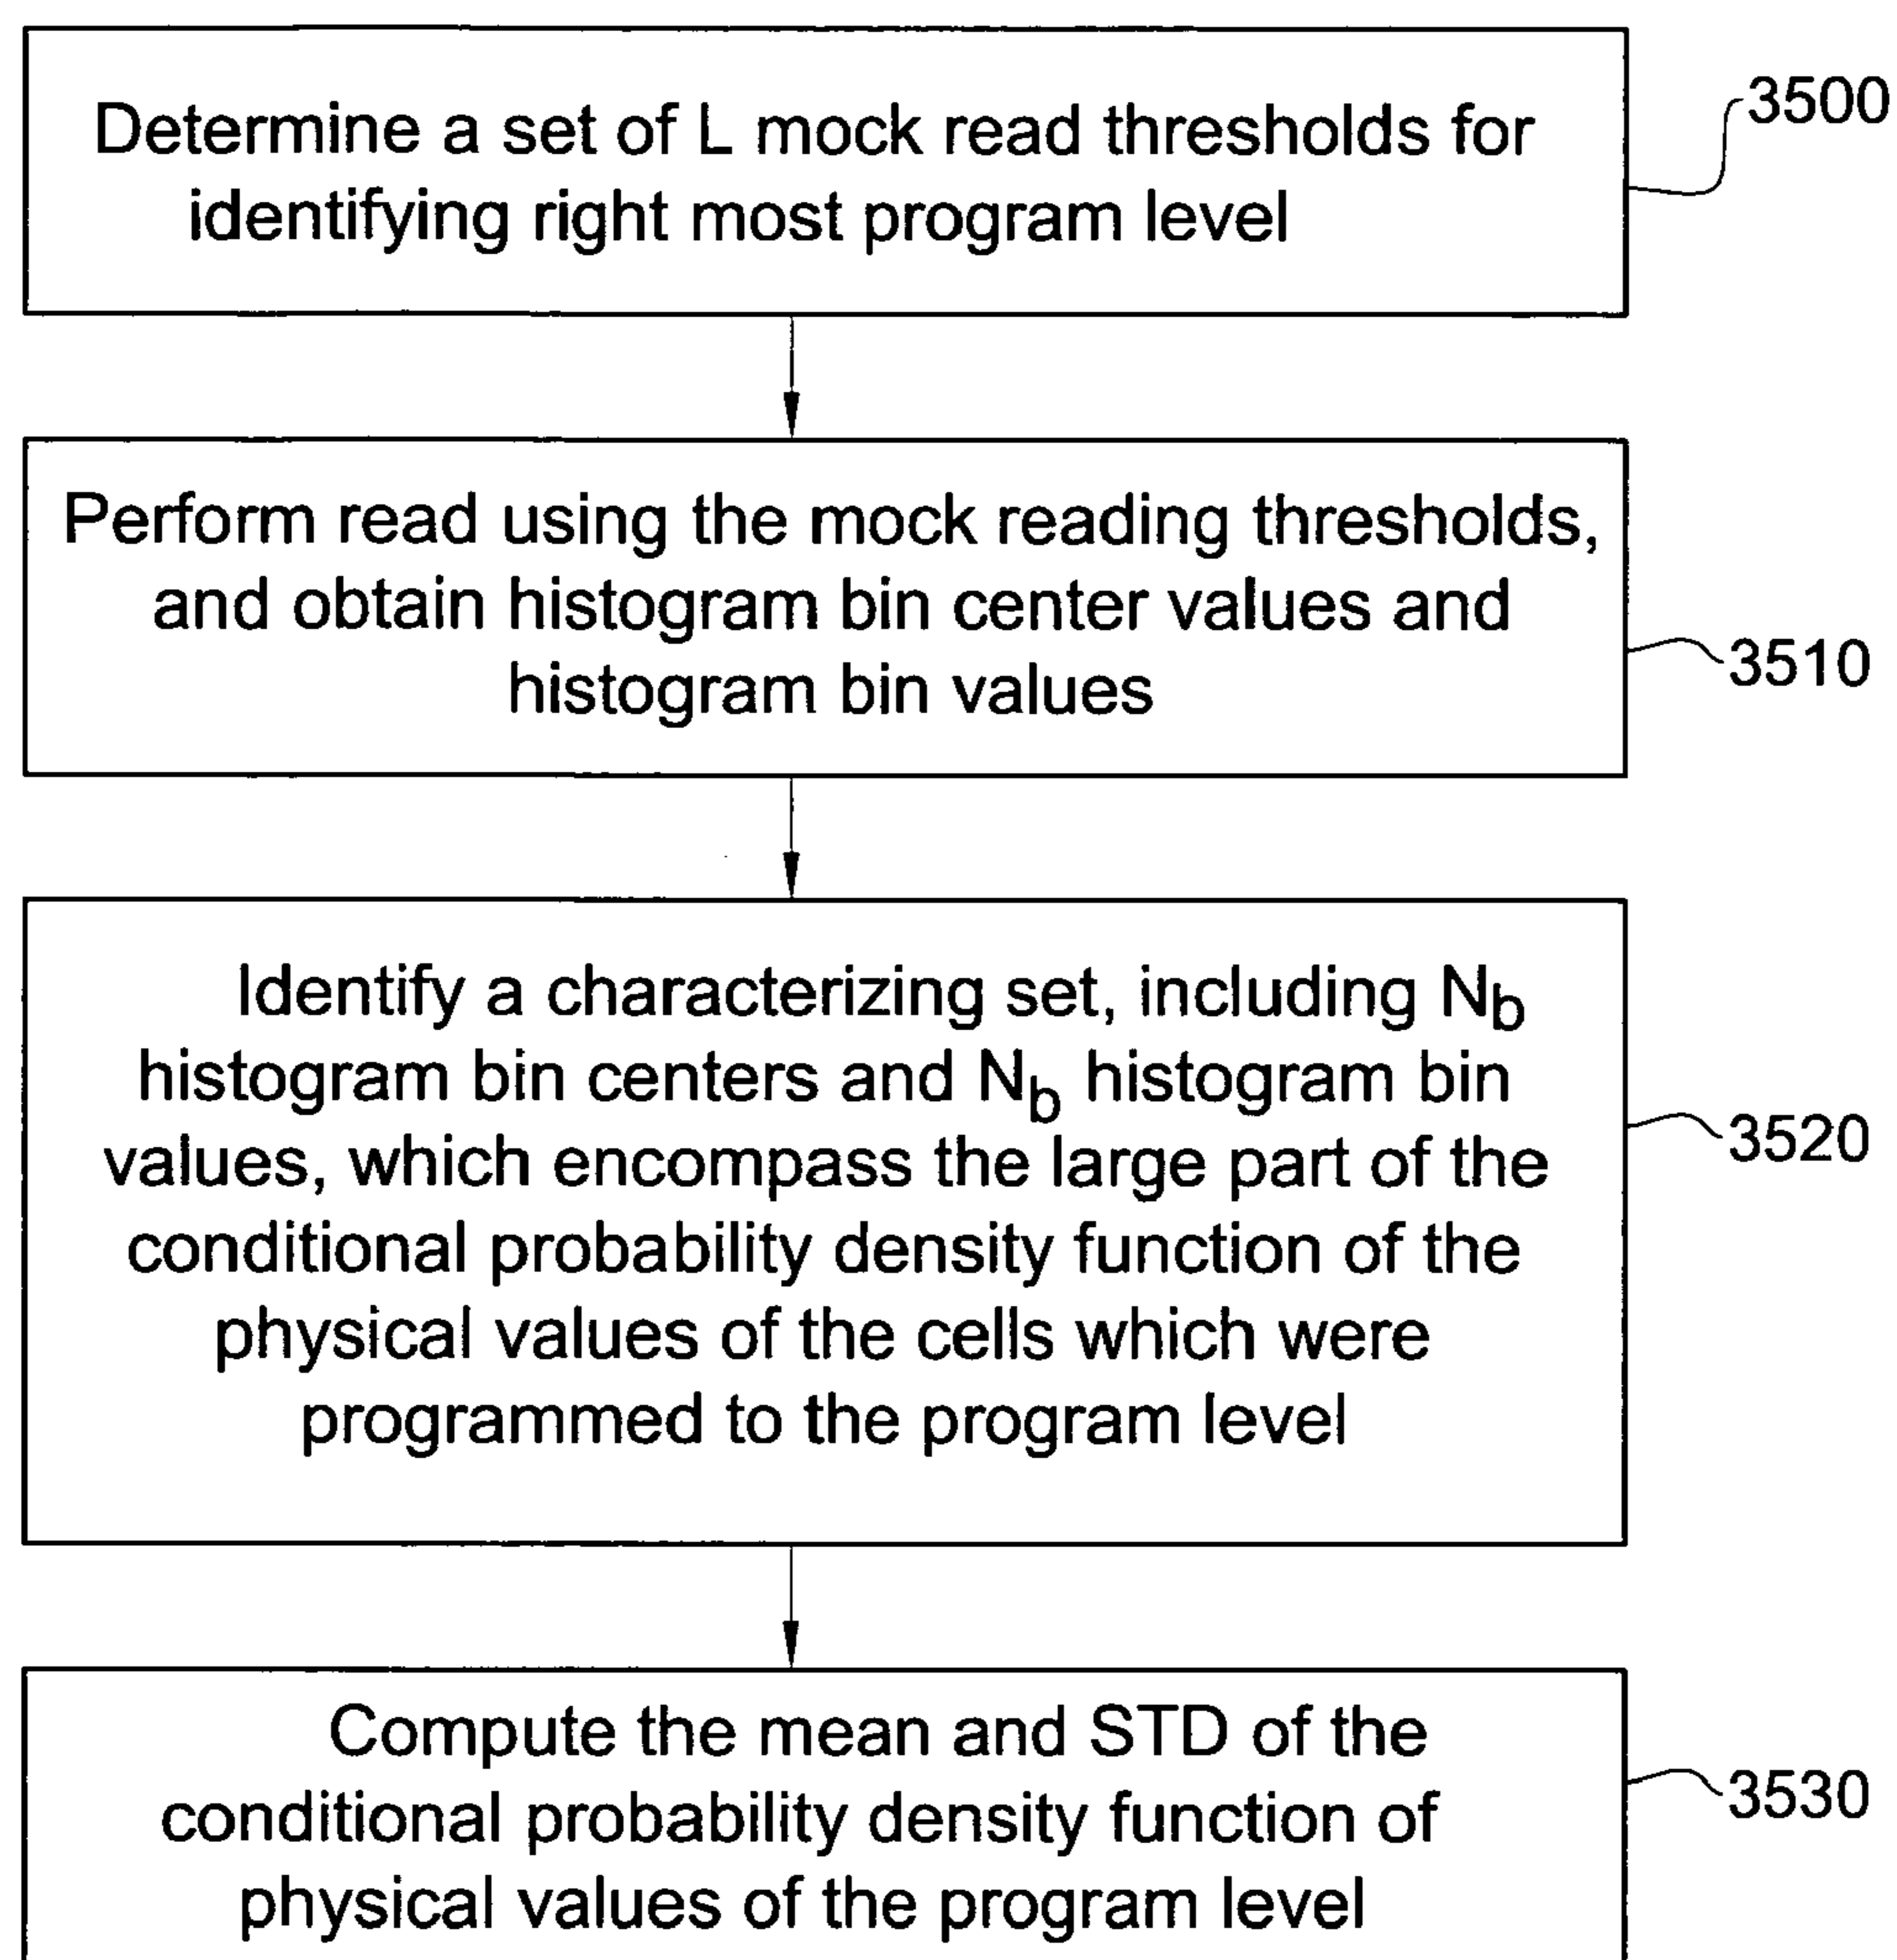 Determine a set of L mock read thresholds for
identifying right most program level
3500
Perform read using the mock reading thresholds,
and obtain histogram bin center values and
histogram bin values
3510
Identify a characterizing set, including Nb
histogram bin centers and Nb histogram bin
values, which encompass the large part of the
conditional probability density function of the
physical values of the cells which were
programmed to the program level
3520
Compute the mean and STD of the
conditional probability density function of
physical values of the program level
3530